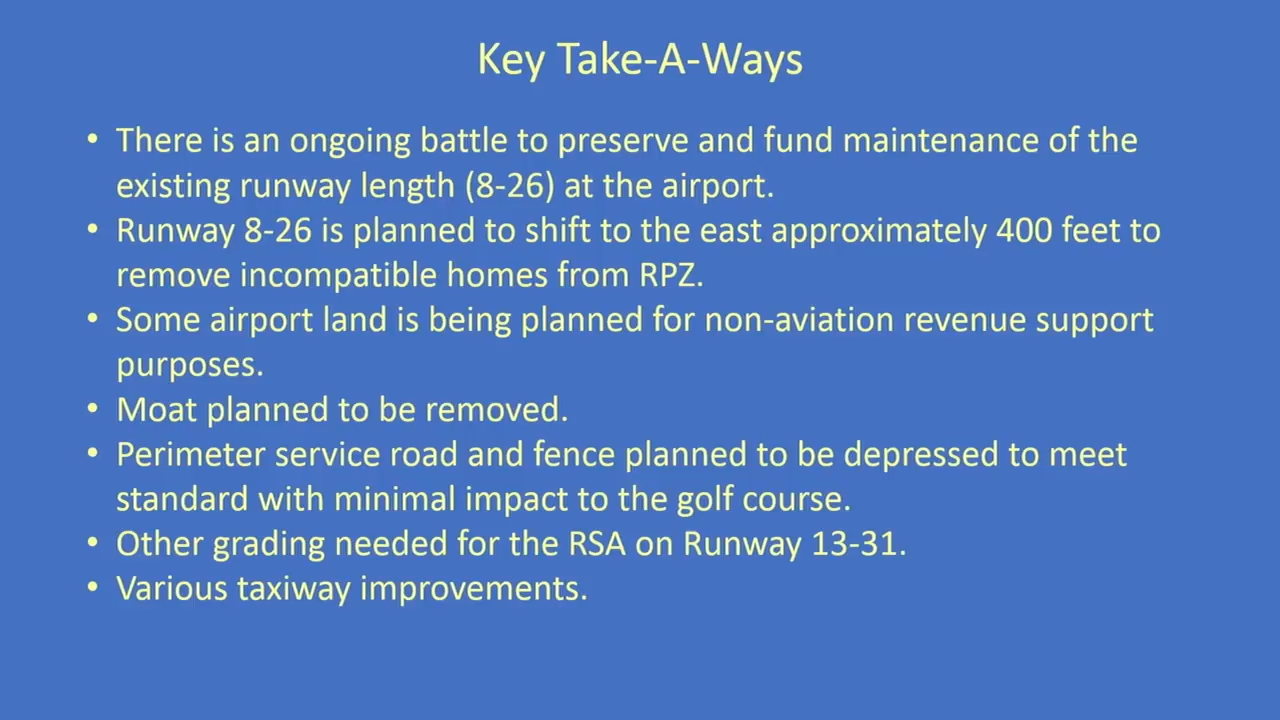 Key Take-A-Ways
• There is an ongoing battle to preserve and fund maintenance of the
existing runway length (8-26) at the airport.
• Runway 8-26 is planned to shift to the east approximately 400 feet to
remove incompatible homes from RPZ.
• Some airport land is being planned for non-aviation revenue support
purposes.
• Moat planned to be removed.
• Perimeter service road and fence planned to be depressed to meet
standard with minimal impact to the golf course.
• Other grading needed for the RSA on Runway 13-31.
• Various taxiway improvements.